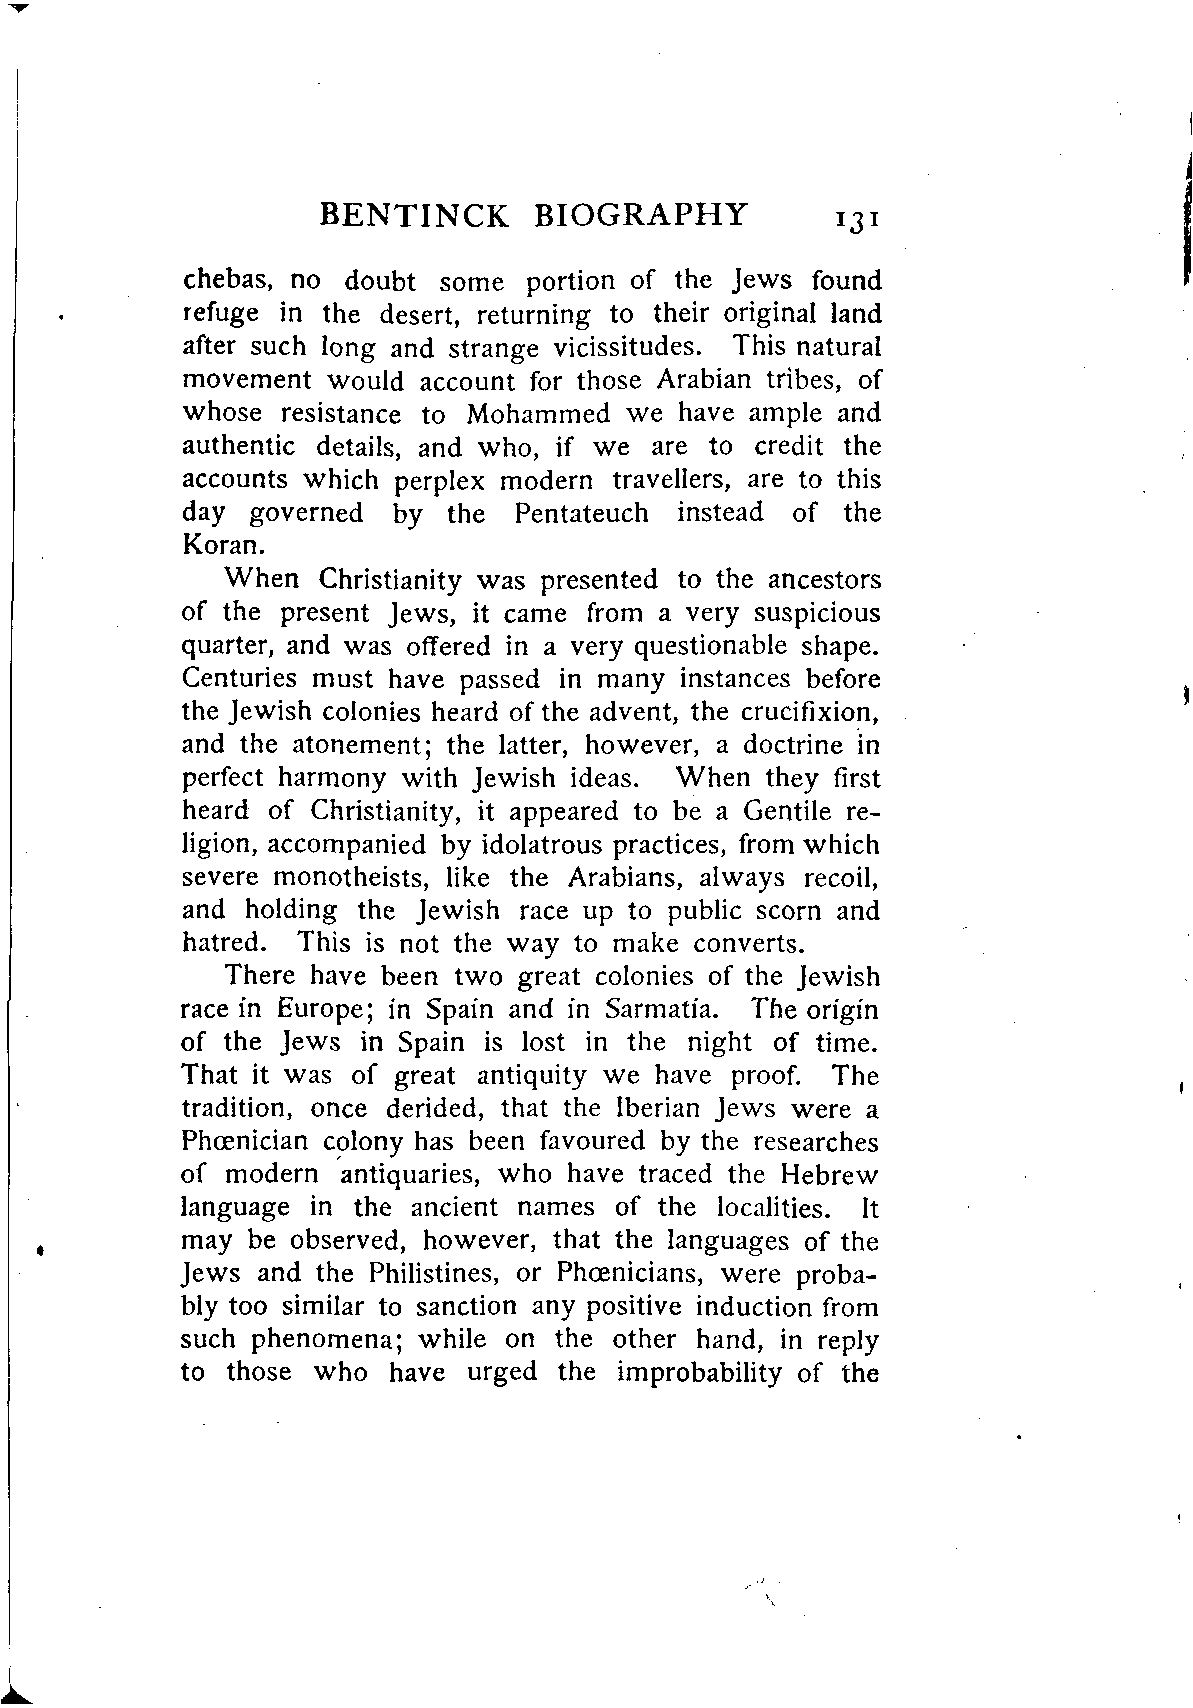 BENTINCK BIOGRAPHY 131
chebas, no doubt some portion of the Jews found
refuge in the desert, returning to their original land
after such long and strange vicissitudes. This natural
movement would account for those Arabian tribes, of
whose resistance to Mohammed we have ample and
authentic details, and who, if we are to credit the
accounts which perplex modern travellers, are to this
day governed by the Pentateuch instead of the
Koran.
When Christianity was presented to the ancestors
of the present Jews, it came from a very suspicious
quarter, and was offered in a very questionable shape.
Centuries must have passed in many instances before
the Jewish colonies heard of the advent, the crucifixion,
and the atonement; the latter, however, a doctrine in
perfect harmony with Jewish ideas. When they first
heard of Christianity, it appeared to be a Gentile re-
ligion, accompanied by idolatrous practices, from which
severe monotheists, like the Arabians, always recoil,
and holding the Jewish race up to public scorn and
hatred. This is not the way to make converts.
There have been two great colonies of the Jewish
race in Europe; in Spain and in Sarmatia. The origin
of the Jews in Spain is lost in the night of time.
That it was of great antiquity we have proof. The
tradition, once derided, that the Iberian Jews were a
Phœnician colony has been favoured by the researches
of modern antiquaries, who have traced the Hebrew
language in the ancient names of the localities. It
may be observed, however, that the languages of the
Jews and the Philistines, or Phœnicians, were proba-
bly too similar to sanction any positive induction from
such phenomena; while on the other hand, in reply
to those who have urged the improbability of the